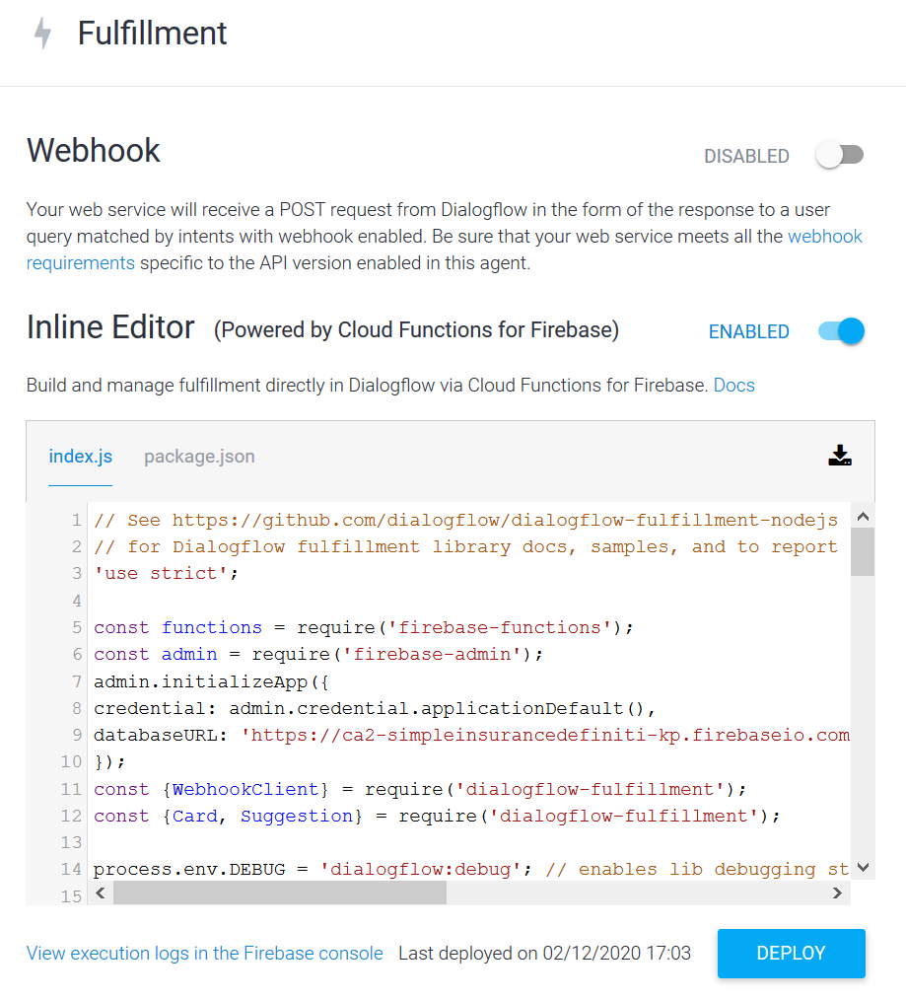 Fulfillment
Webhook
DISABLED
Your web service will receive a POST request from Dialogflow in the form of the response to a user
query matched by intents with webhook enabled. Be sure that your web service meets all the webhook
requirements specific to the API version enabled in this agent.
Inline Editor (Powered by Cloud Functions for Firebase)
ENABLED
Build and manage fulfillment directly in Dialogflow via Cloud Functions for Firebase. Docs
index.js package.json
1 // See https://github.com/dialogflow/dialogflow-fulfillment-nodejs
2 // for Dialogflow fulfillment library docs, samples, and to report
3 'use strict';
4
5 const functions = require('firebase-functions');
6 const admin = require('firebase-admin');
7 admin.initializeApp({
8 credential: admin.credential.applicationDefault(),
9 databaseURL: 'https://ca2-simpleinsurancedefiniti-kp.firebaseio.com
10 });
11 const {WebhookClient} = require('dialogflow-fulfillment');
12 const {Card, Suggestion} = require('dialogflow-fulfillment');
13
14 process.env.DEBUG = 'dialogflow:debug'; // enables lib debugging st
15
View execution logs in the Firebase console Last deployed on 02/12/2020 17:03
DEPLOY